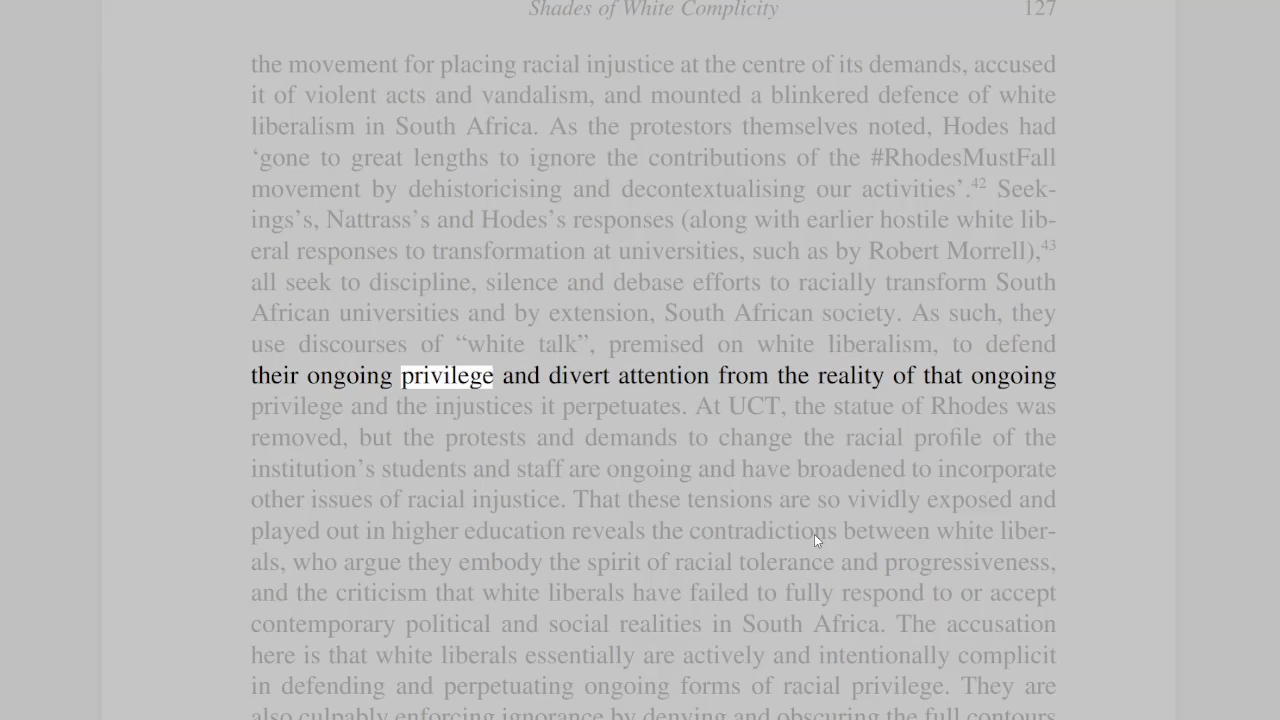 Shades of White Complicity 127
the movement for placing racial injustice at the centre of its demands, accused
it of violent acts and vandalism, and mounted a blinkered defence of white
liberalism in South Africa. As the protestors themselves noted, Hodes had
‘gone to great lengths to ignore the contributions of the #RhodesMustFall
movement by dehistoricising and decontextualising our activities’.42 Seek-
ings’s, Nattrass’s and Hodes’s responses (along with earlier hostile white lib-
eral responses to transformation at universities, such as by Robert Morrell),43
all seek to discipline, silence and debase efforts to racially transform South
African universities and by extension, South African society. As such, they
use discourses of “white talk”, premised on white liberalism, to defend
their ongoing privilege and divert attention from the reality of that ongoing
privilege and the injustices it perpetuates. At UCT, the statue of Rhodes was
removed, but the protests and demands to change the racial profile of the
institution’s students and staff are ongoing and have broadened to incorporate
other issues of racial injustice. That these tensions are so vividly exposed and
played out in higher education reveals the contradictions between white liber-
als, who argue they embody the spirit of racial tolerance and progressiveness,
and the criticism that white liberals have failed to fully respond to or accept
contemporary political and social realities in South Africa. The accusation
here is that white liberals essentially are actively and intentionally complicit
in defending and perpetuating ongoing forms of racial privilege. They are
also culpably enforcing ignorance by denying and obscuring the full contours